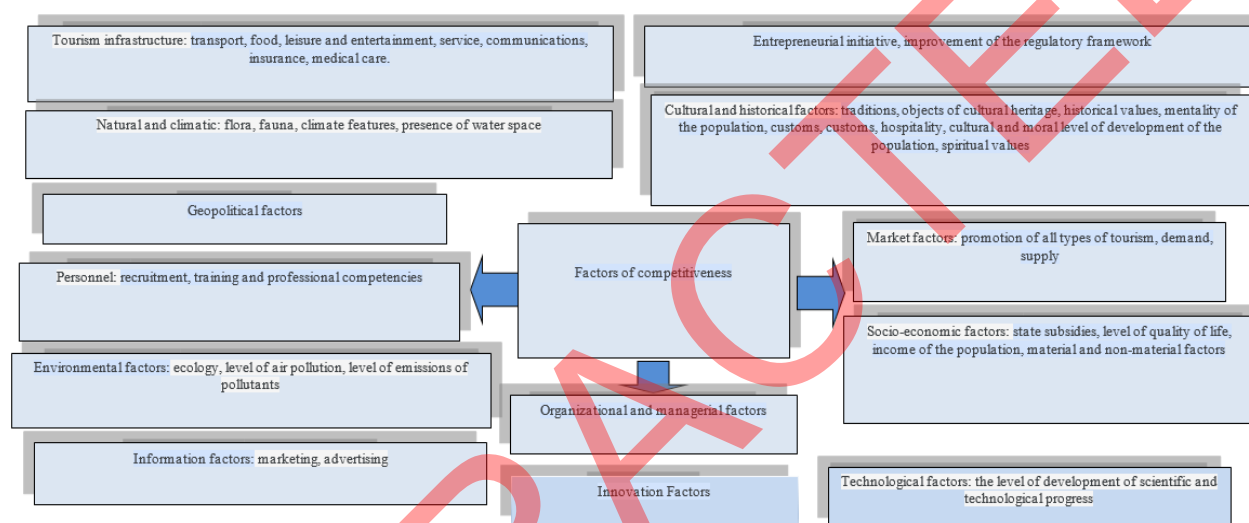 Tourism infrastructure: transport, food, leisure and entertainment, service, communications,
insurance, medical care.
Entrepreneurial initiative, improvement of the regulatory framework
Natural and climatic: flora, fauna, climate features, presence of water space
Cultural and historical factors: traditions, objects of cultural heritage, historical values, mentality of
the population, customs, customs, hospitality, cultural and moral level of development of the
population, spiritual values
Geopolitical factors
Factors of competitiveness
Market factors: promotion of all types of tourism, demand,
supply
Personnel: recruitment, training and professional competencies
Socio-economic factors: state subsidies, level of quality of life,
income of the population, material and non-material factors
Environmental factors: ecology, level of air pollution, level of emissions of
pollutants
Organizational and managerial factors
Information factors: marketing, advertising
Innovation Factors
Technological factors: the level of development of scientific and
technological progress